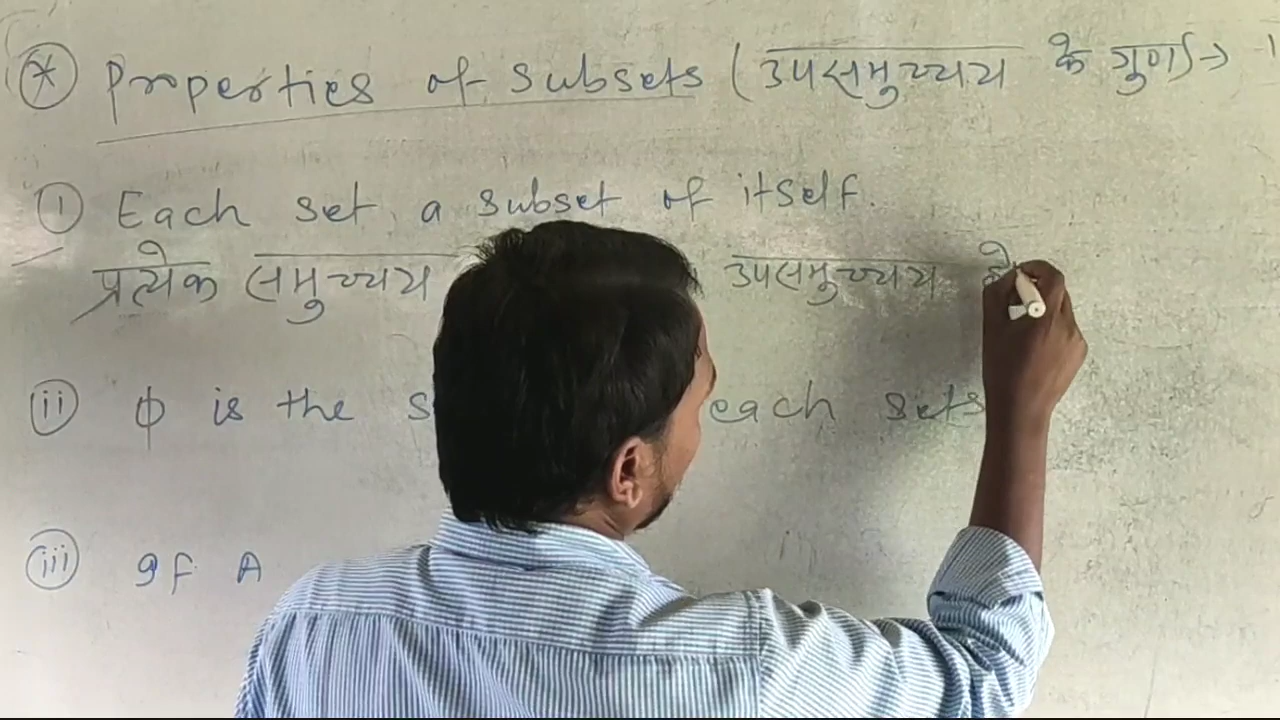 * Properties of Subsets (उपसमुच्चय के गुण) →
(i) Each set, a subset of itself.
प्रत्येक समुच्चय उपसमुच्चय
(ii) ϕ is the each sets
(iii) If A